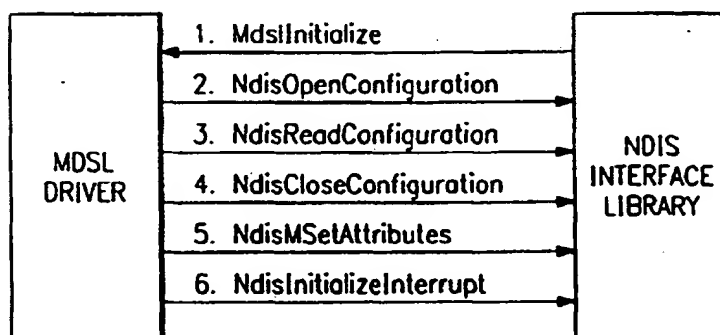 1. MdslInitialize
2. NdisOpenConfiguration
3. NdisReadConfiguration
4. NdisCloseConfiguration
5. NdisMSetAttributes
6. NdisInitializeInterrupt
MDSL
DRIVER
NDIS
INTERFACE
LIBRARY